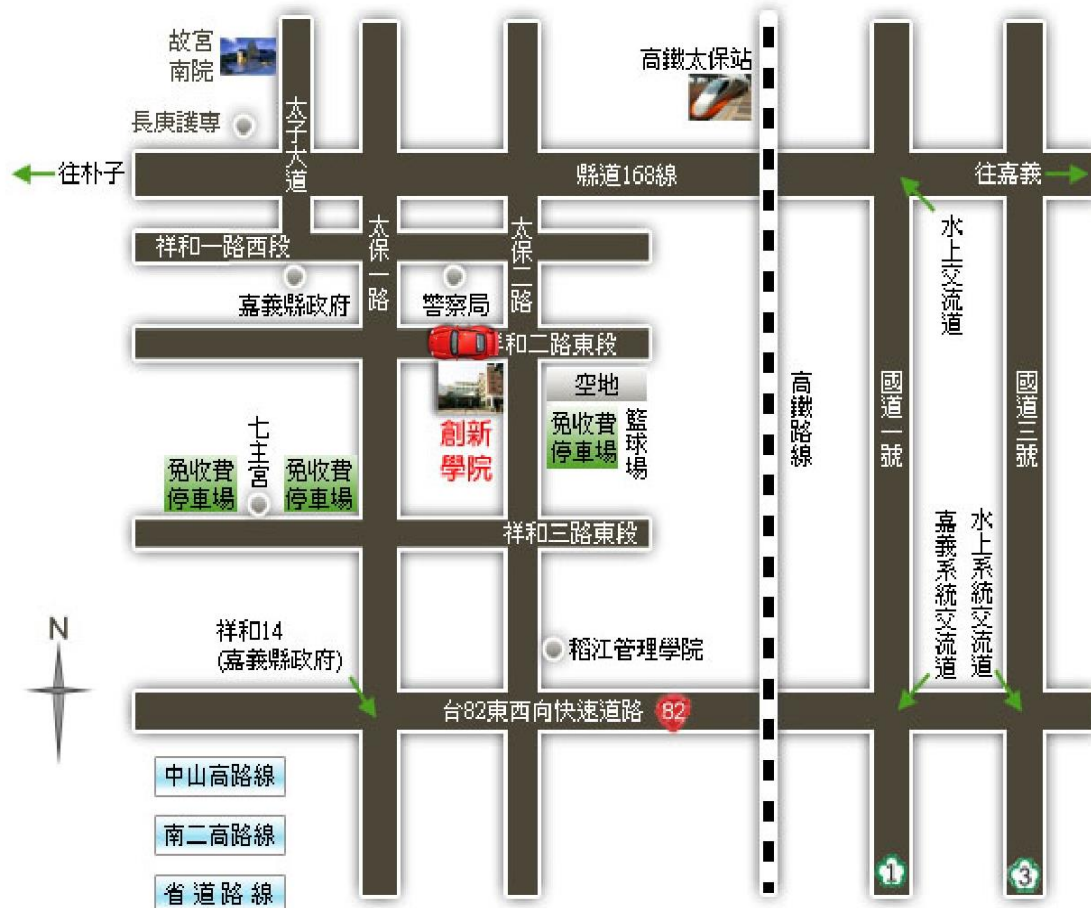 故宮
南院
高鐵太保站
長庚護專
太子大道
往朴子
縣道168線
往嘉義
太保一路
太保二路
祥和一路西段
水上交流道
嘉義縣政府
警察局
祥和二路東段
空地
免收費
停車場
籃球場
高鐵路線
國道一號
國道三號
創新
學院
七主宮
免收費
停車場
免收費
停車場
祥和三路東段
嘉義系統交流道
水上系統交流道
N
祥和14
(嘉義縣政府)
稻江管理學院
台82東西向快速道路
82
中山高路線
南二高路線
省道路線
1
3